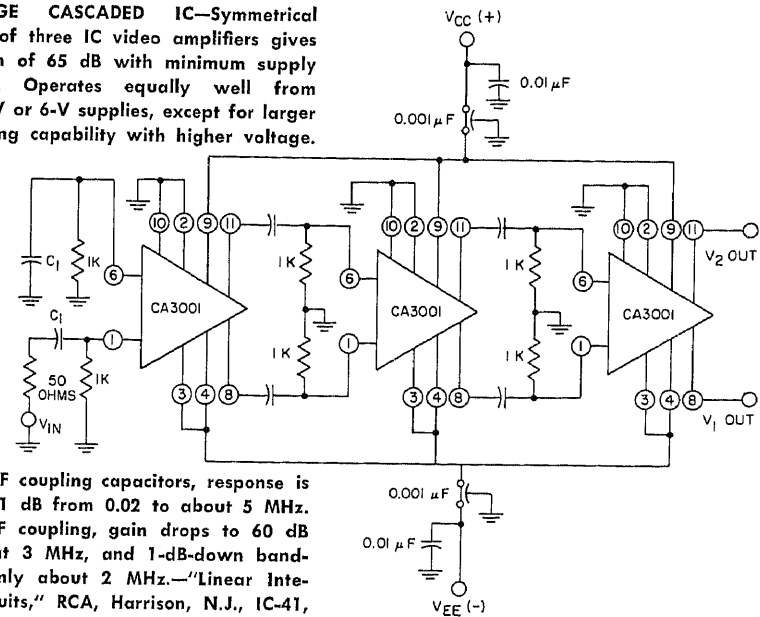 GE CASCADED IC—Symmetrical
of three IC video amplifiers gives
of 65 dB with minimum supply
Operates equally well from
V or 6-V supplies, except for larger
ng capability with higher voltage.
VCC (+)
0.01 μF
0.001 μF
10 2 9 11
10 2 9 11
10 2 9 11
C1
1K
6
CA3001
1 K
6
CA3001
1 K
6
CA3001
V2 OUT
C1
1
1K
50
OHMS
VIN
1 K
1
1 K
1
3 4 8
3 4 8
3 4 8
V1 OUT
F coupling capacitors, response is
1 dB from 0.02 to about 5 MHz.
F coupling, gain drops to 60 dB
t 3 MHz, and 1-dB-down band-
nly about 2 MHz.—"Linear Inte-
uits," RCA, Harrison, N.J., IC-41,
0.001 μF
0.01 μF
VEE (-)